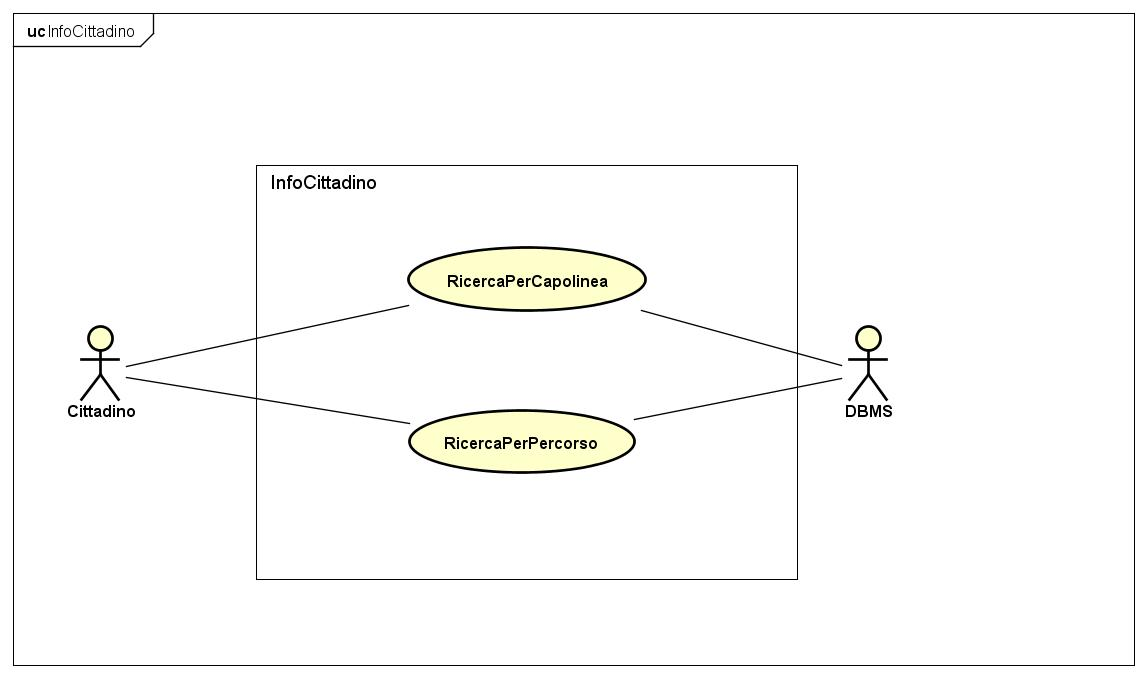 uc InfoCittadino
InfoCittadino
RicercaPerCapolinea
Cittadino
DBMS
RicercaPerPercorso